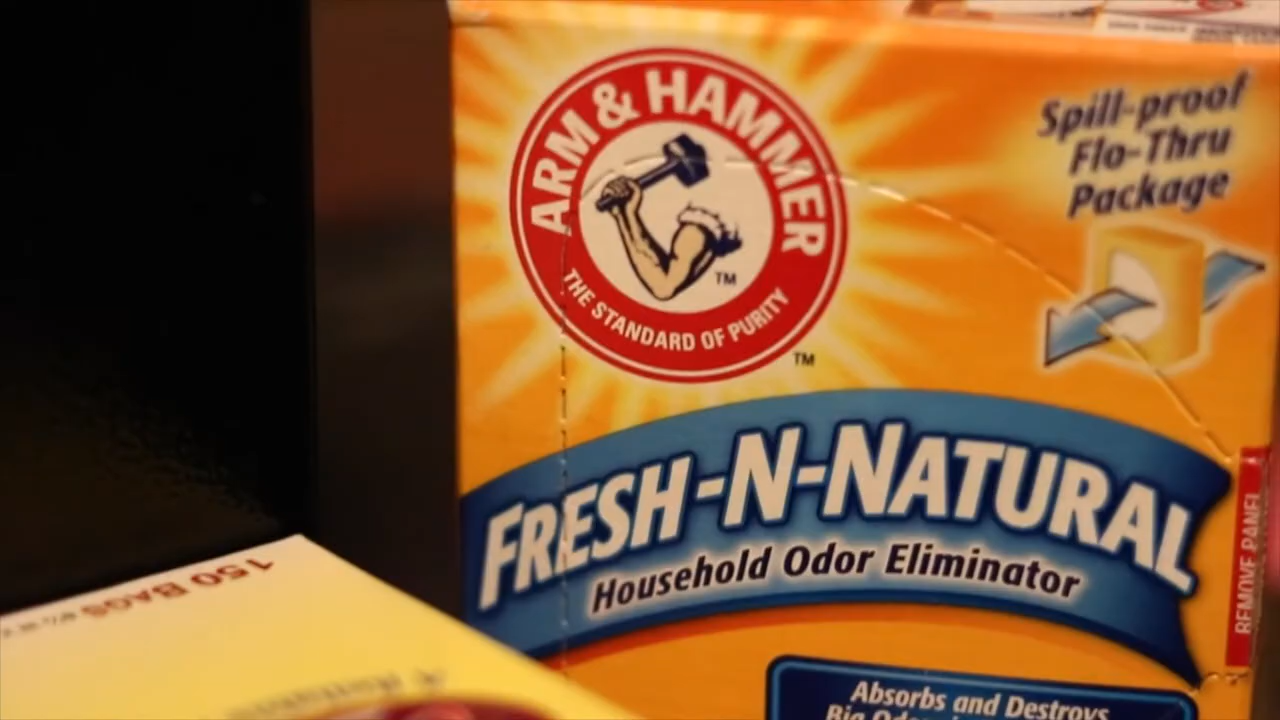 ARM & HAMMER
THE STANDARD OF PURITY
TM
TM
Spill-proof
Flo-Thru
Package
FRESH-N-NATURAL
Household Odor Eliminator
REMOVE PANEL
Absorbs and Destroys
Big
150 BAGS